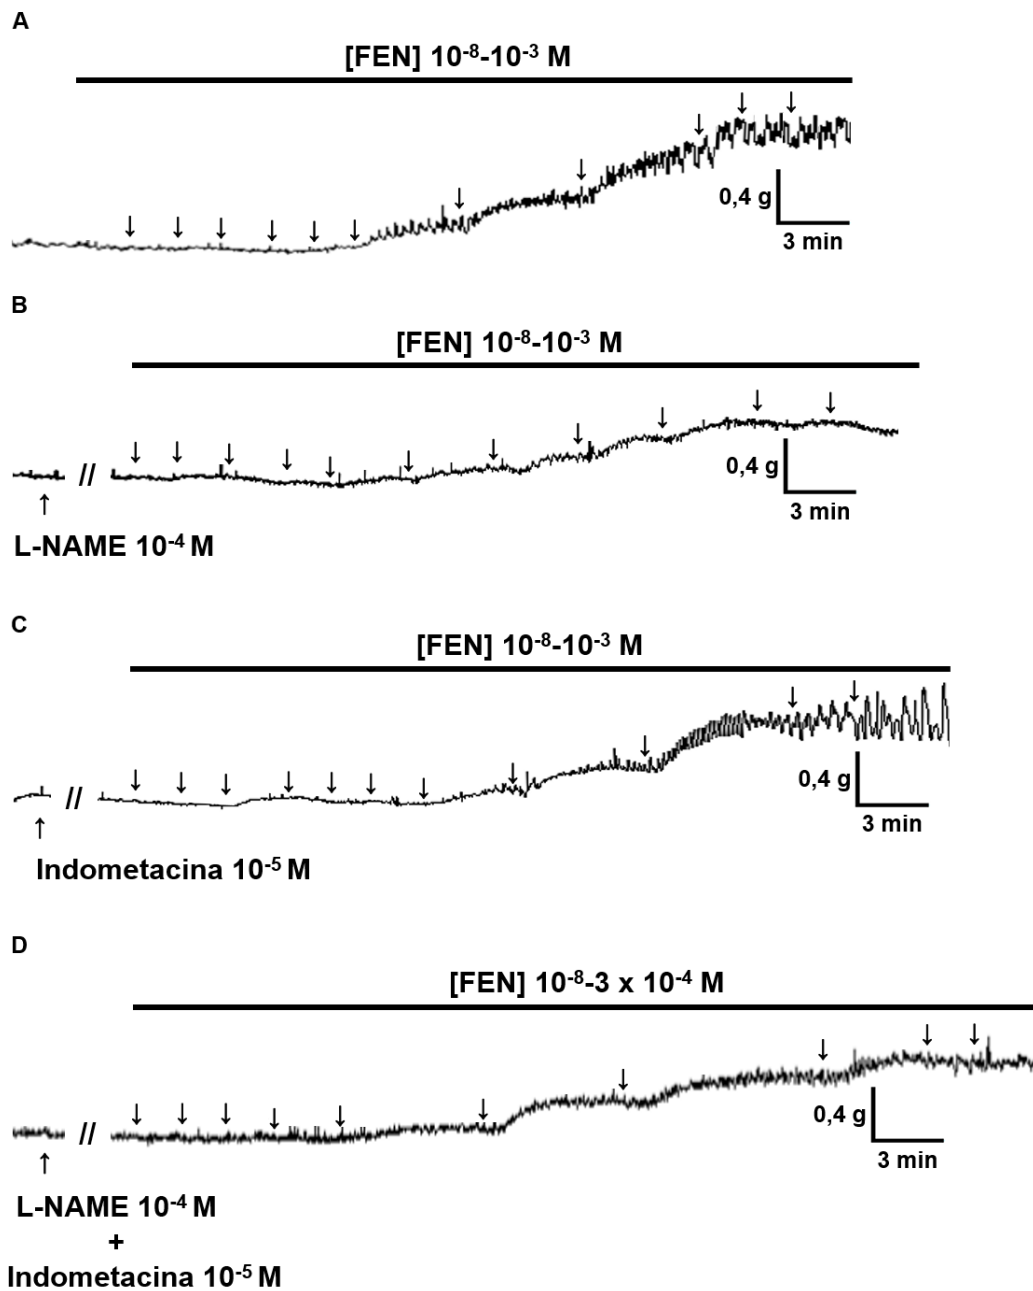 A
[FEN] 10⁻⁸-10⁻³ M
0,4 g
3 min
B
[FEN] 10⁻⁸-10⁻³ M
//
0,4 g
3 min
L-NAME 10⁻⁴ M
C
[FEN] 10⁻⁸-10⁻³ M
//
0,4 g
3 min
Indometacina 10⁻⁵ M
D
[FEN] 10⁻⁸-3 x 10⁻⁴ M
//
0,4 g
3 min
L-NAME 10⁻⁴ M
+
Indometacina 10⁻⁵ M